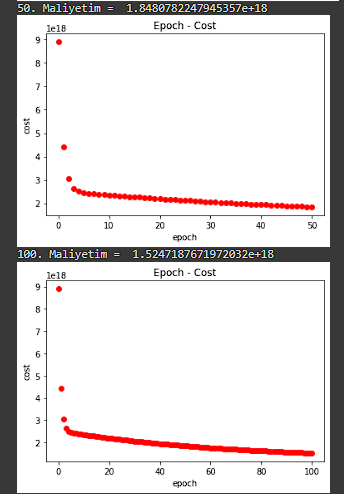 50. Maliyetim =  1.8480782247945357e+18
Epoch - Cost
1e18
9
8
7
6
5
4
3
2
cost
0 10 20 30 40 50
epoch
100. Maliyetim =  1.5247187671972032e+18
Epoch - Cost
1e18
9
8
7
6
5
4
3
2
cost
0 20 40 60 80 100
epoch